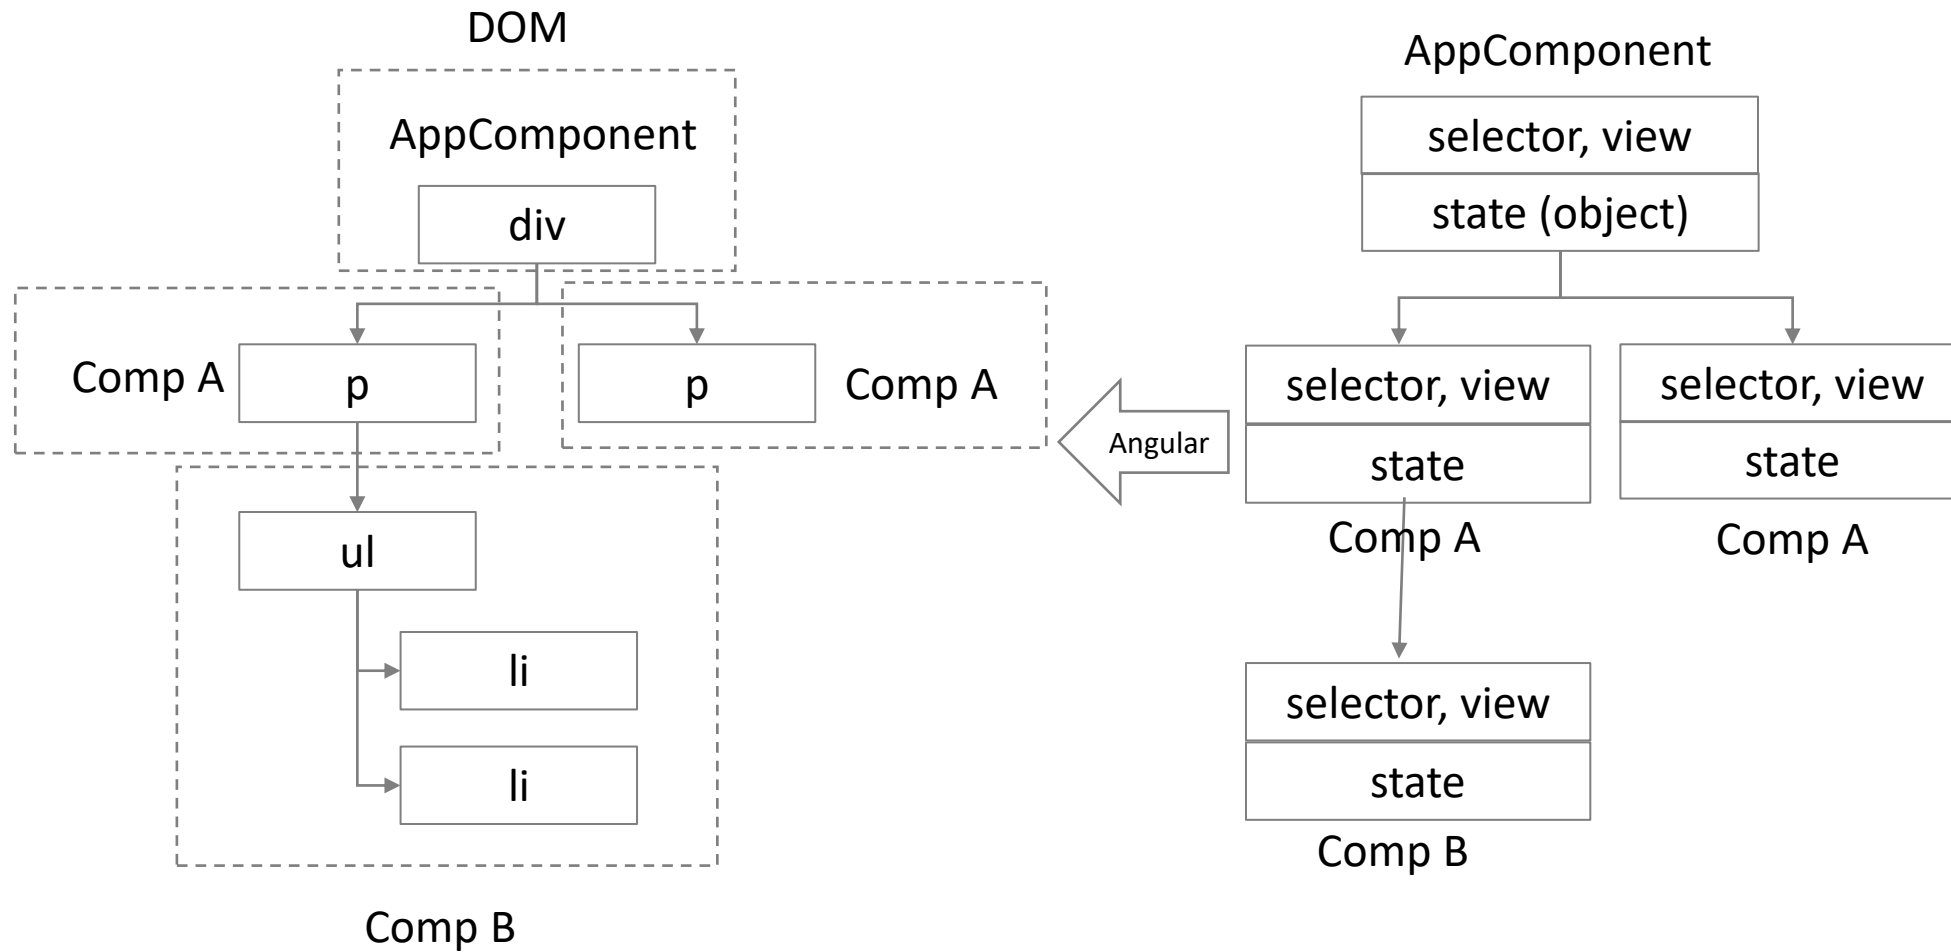 DOM
AppComponent
div
Comp A
p
p
Comp A
ul
li
li
Comp B
Angular
AppComponent
selector, view
state (object)
selector, view
state
Comp A
selector, view
state
Comp A
selector, view
state
Comp B